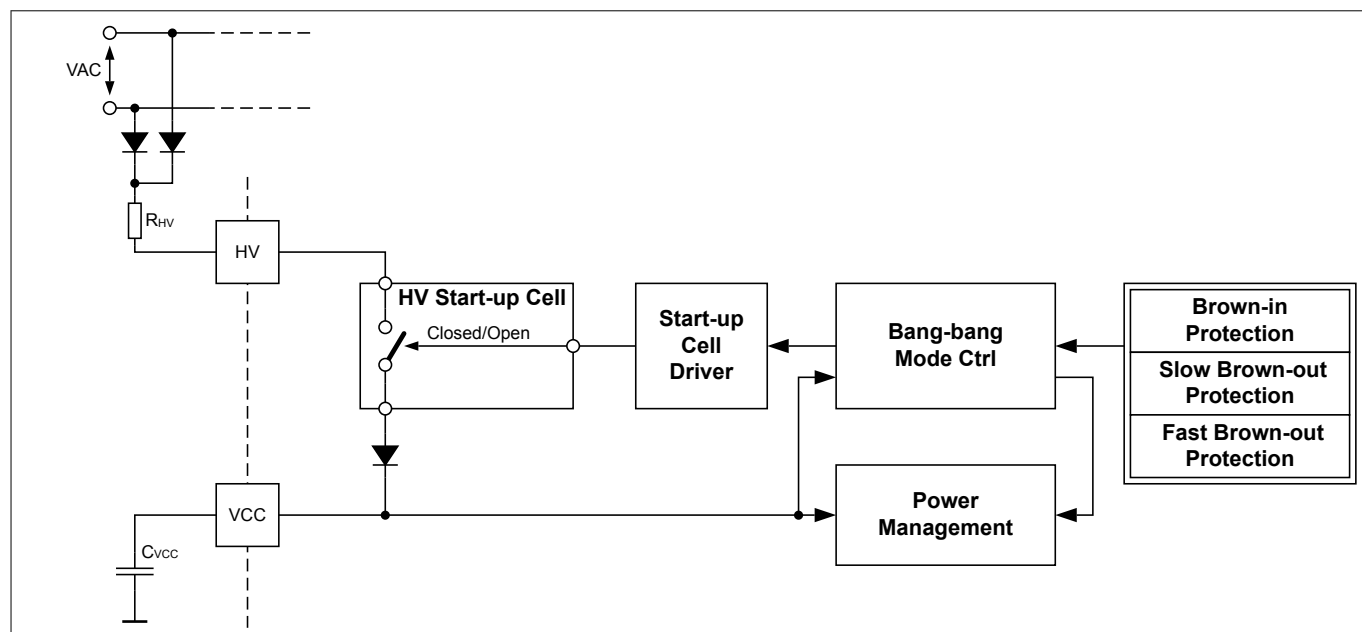 VAC
RHV
HV
HV Start-up Cell
Closed/Open
Start-up
Cell
Driver
Bang-bang
Mode Ctrl
Brown-in
Protection
Slow Brown-out
Protection
Fast Brown-out
Protection
VCC
Power
Management
CVCC